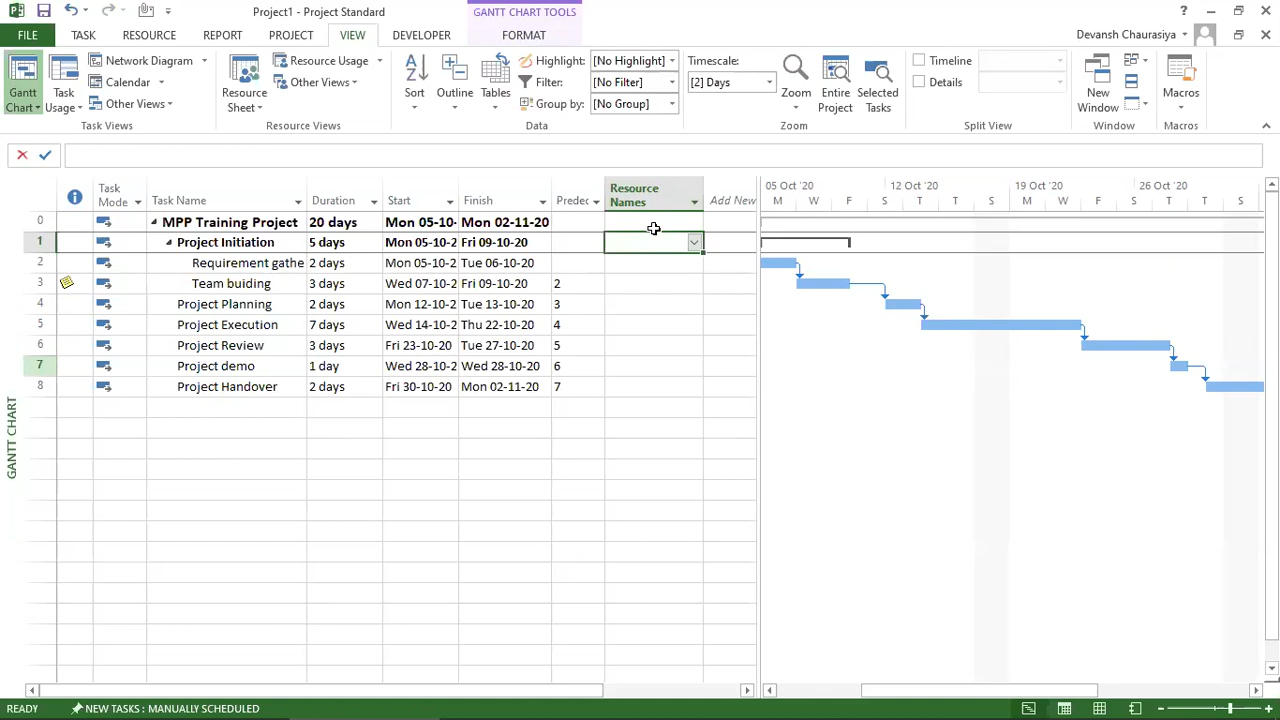 Project1 - Project Standard
GANTT CHART TOOLS
?
FILE TASK RESOURCE REPORT PROJECT VIEW DEVELOPER FORMAT
Devansh Chaurasiya
Gantt Chart
Task Usage
Network Diagram
Calendar
Other Views
Task Views
Resource Sheet
Resource Usage
Other Views
Resource Views
Sort
Outline
Tables
Highlight: [No Highlight]
Filter: [No Filter]
Group by: [No Group]
Data
Timescale:
[2] Days
Zoom
Entire Project
Selected Tasks
Zoom
Timeline
Details
Split View
New Window
Window
Macros
Macros
Task Mode Task Name Duration Start Finish Predec Resource Names Add New
05 Oct '20 12 Oct '20 19 Oct '20 26 Oct '20
M W F S T T S M W F S T T S
0 MPP Training Project 20 days Mon 05-10- Mon 02-11-20
1 Project Initiation 5 days Mon 05-10-2 Fri 09-10-20
2 Requirement gathe 2 days Mon 05-10-2 Tue 06-10-20
3 Team buiding 3 days Wed 07-10-2 Fri 09-10-20 2
4 Project Planning 2 days Mon 12-10-2 Tue 13-10-20 3
5 Project Execution 7 days Wed 14-10-2 Thu 22-10-20 4
6 Project Review 3 days Fri 23-10-20 Tue 27-10-20 5
7 Project demo 1 day Wed 28-10-2 Wed 28-10-20 6
8 Project Handover 2 days Fri 30-10-20 Mon 02-11-20 7
GANTT CHART
READY NEW TASKS : MANUALLY SCHEDULED